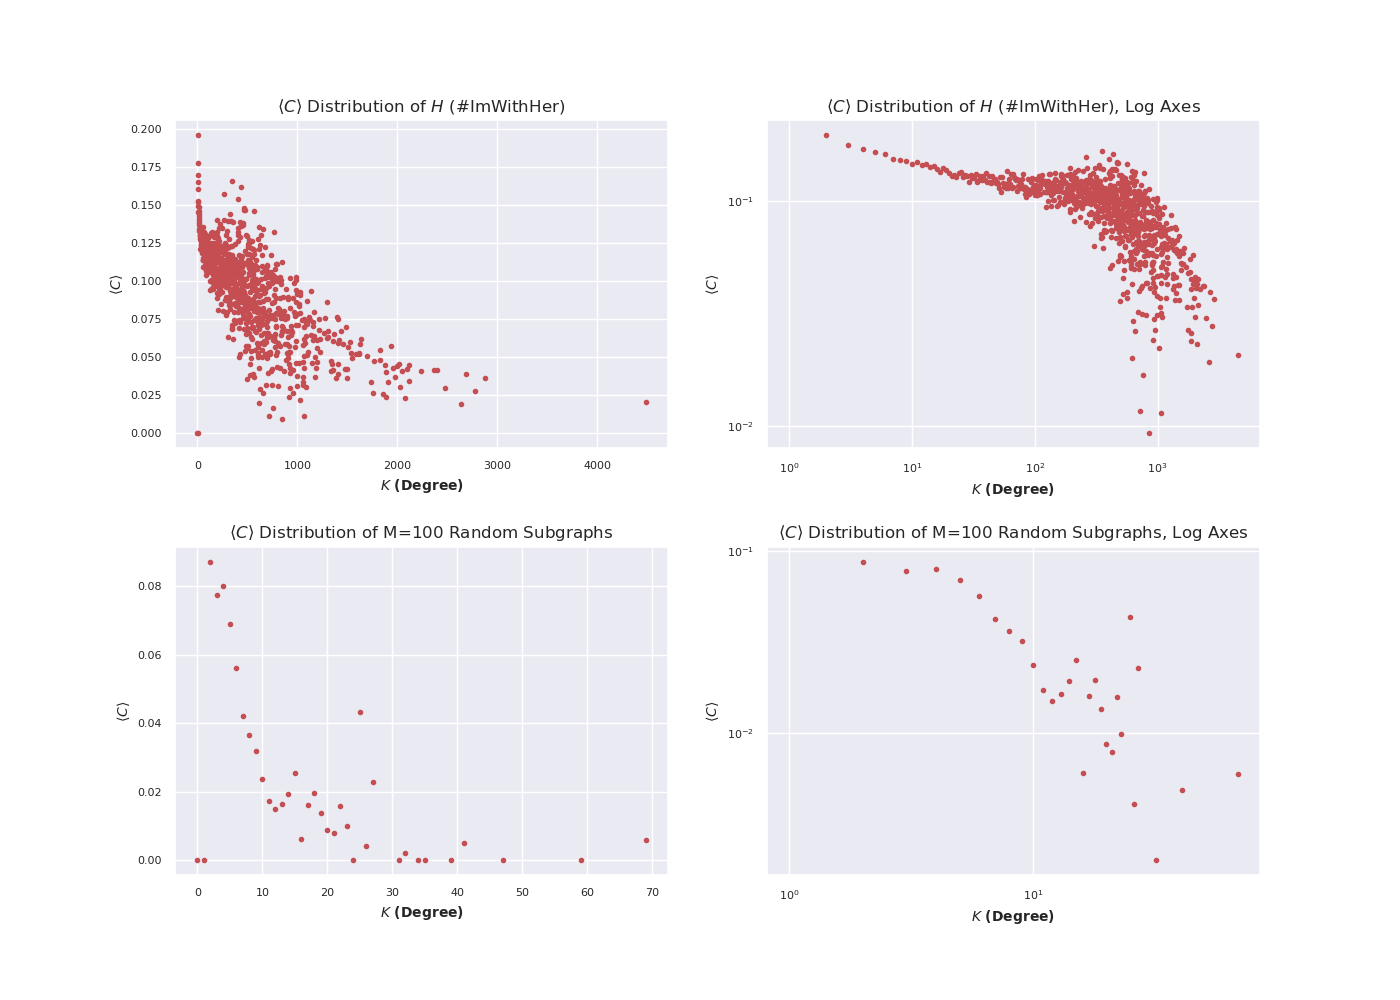 ⟨C⟩ Distribution of H (#ImWithHer)
0.200
0.175
0.150
0.125
0.100
0.075
0.050
0.025
0.000
⟨C⟩
0 1000 2000 3000 4000
K (Degree)
⟨C⟩ Distribution of H (#ImWithHer), Log Axes
10⁻¹
10⁻²
⟨C⟩
10⁰ 10¹ 10² 10³
K (Degree)
⟨C⟩ Distribution of M=100 Random Subgraphs
0.08
0.06
0.04
0.02
0.00
⟨C⟩
0 10 20 30 40 50 60 70
K (Degree)
⟨C⟩ Distribution of M=100 Random Subgraphs, Log Axes
10⁻¹
10⁻²
⟨C⟩
10⁰ 10¹
K (Degree)